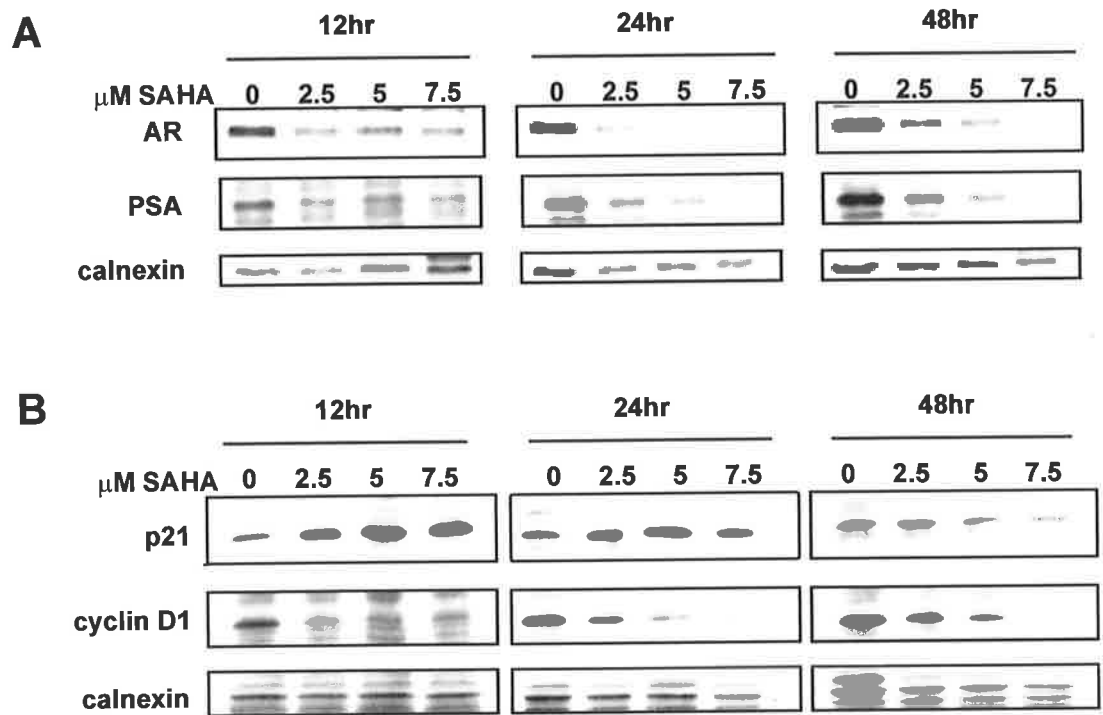 A
12hr 24hr 48hr
μM SAHA 0 2.5 5 7.5 0 2.5 5 7.5 0 2.5 5 7.5
AR
PSA
calnexin
B
12hr 24hr 48hr
μM SAHA 0 2.5 5 7.5 0 2.5 5 7.5 0 2.5 5 7.5
p21
cyclin D1
calnexin